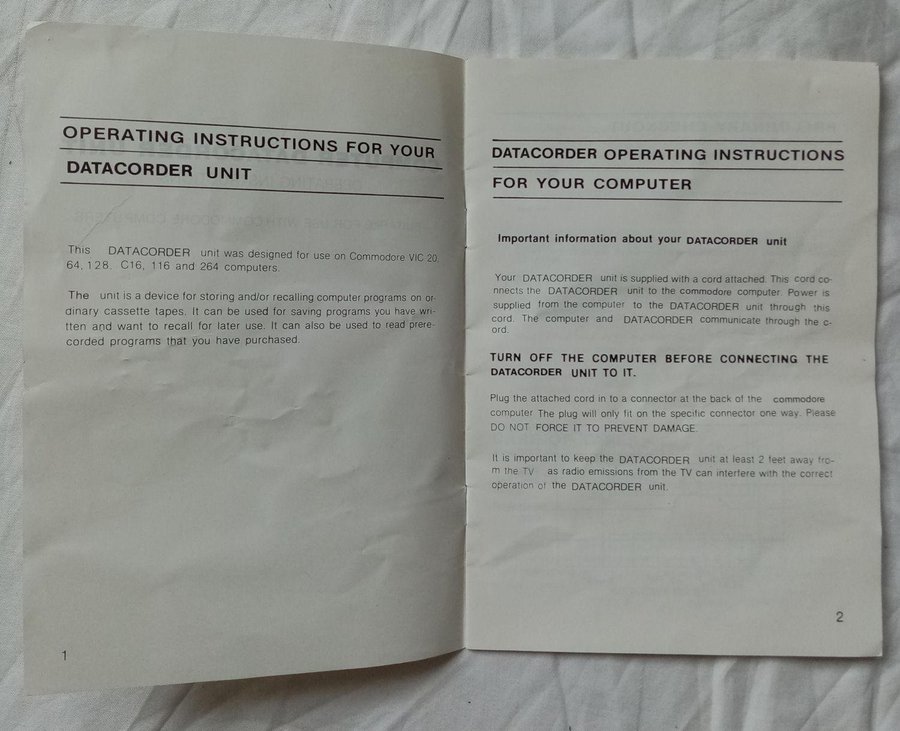 OPERATING INSTRUCTIONS FOR YOUR
DATACORDER UNIT
This DATACORDER unit was designed for use on Commodore VIC 20,
64, 128. C16, 116 and 264 computers.
The unit is a device for storing and/or recalling computer programs on or-
dinary cassette tapes. It can be used for saving programs you have wri-
tten and want to recall for later use. It can also be used to read prere-
corded programs that you have purchased.
1
DATACORDER OPERATING INSTRUCTIONS
FOR YOUR COMPUTER
Important information about your DATACORDER unit
Your DATACORDER unit is supplied with a cord attached. This cord co-
nnects the DATACORDER unit to the commodore computer. Power is
supplied from the computer to the DATACORDER unit through this
cord. The computer and DATACORDER communicate through the c-
ord.
TURN OFF THE COMPUTER BEFORE CONNECTING THE
DATACORDER UNIT TO IT.
Plug the attached cord in to a connector at the back of the commodore
computer The plug will only fit on the specific connector one way. Please
DO NOT FORCE IT TO PREVENT DAMAGE.
It is important to keep the DATACORDER unit at least 2 feet away fro-
m the TV as radio emissions from the TV can interfere with the correct
operation of the DATACORDER unit.
2